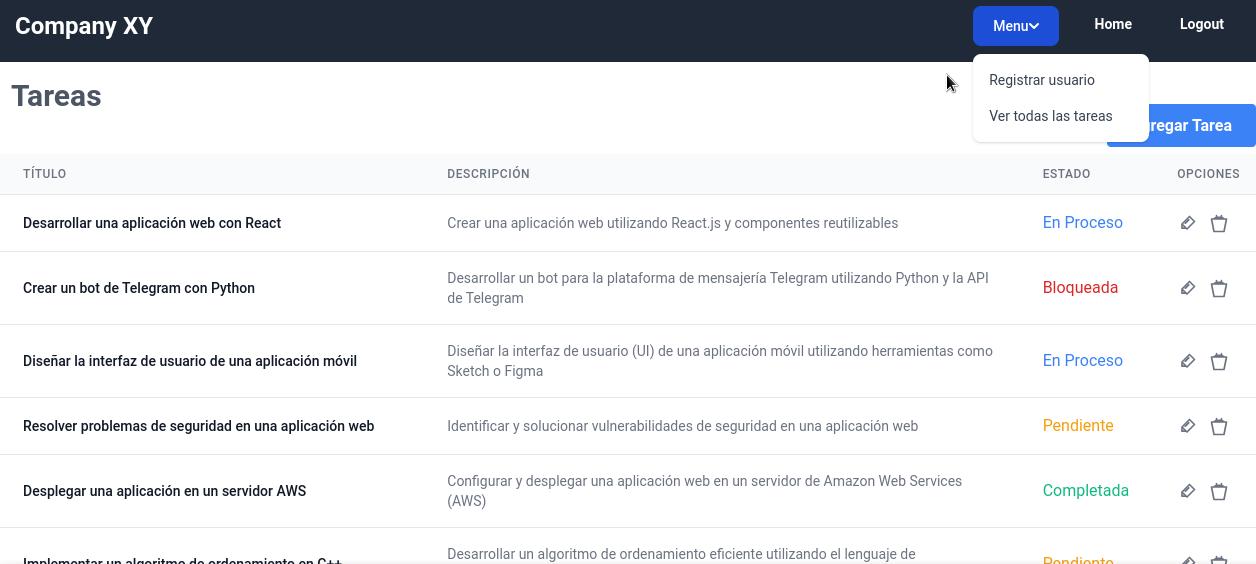 Company XY
Menu
Home
Logout
Registrar usuario
Ver todas las tareas
Tareas
regar Tarea
TÍTULO
DESCRIPCIÓN
ESTADO
OPCIONES
Desarrollar una aplicación web con React
Crear una aplicación web utilizando React.js y componentes reutilizables
En Proceso
Crear un bot de Telegram con Python
Desarrollar un bot para la plataforma de mensajería Telegram utilizando Python y la API
de Telegram
Bloqueada
Diseñar la interfaz de usuario de una aplicación móvil
Diseñar la interfaz de usuario (UI) de una aplicación móvil utilizando herramientas como
Sketch o Figma
En Proceso
Resolver problemas de seguridad en una aplicación web
Identificar y solucionar vulnerabilidades de seguridad en una aplicación web
Pendiente
Desplegar una aplicación en un servidor AWS
Configurar y desplegar una aplicación web en un servidor de Amazon Web Services
(AWS)
Completada
Implementar un algoritmo de ordenamiento en C++
Desarrollar un algoritmo de ordenamiento eficiente utilizando el lenguaje de
Pendiente